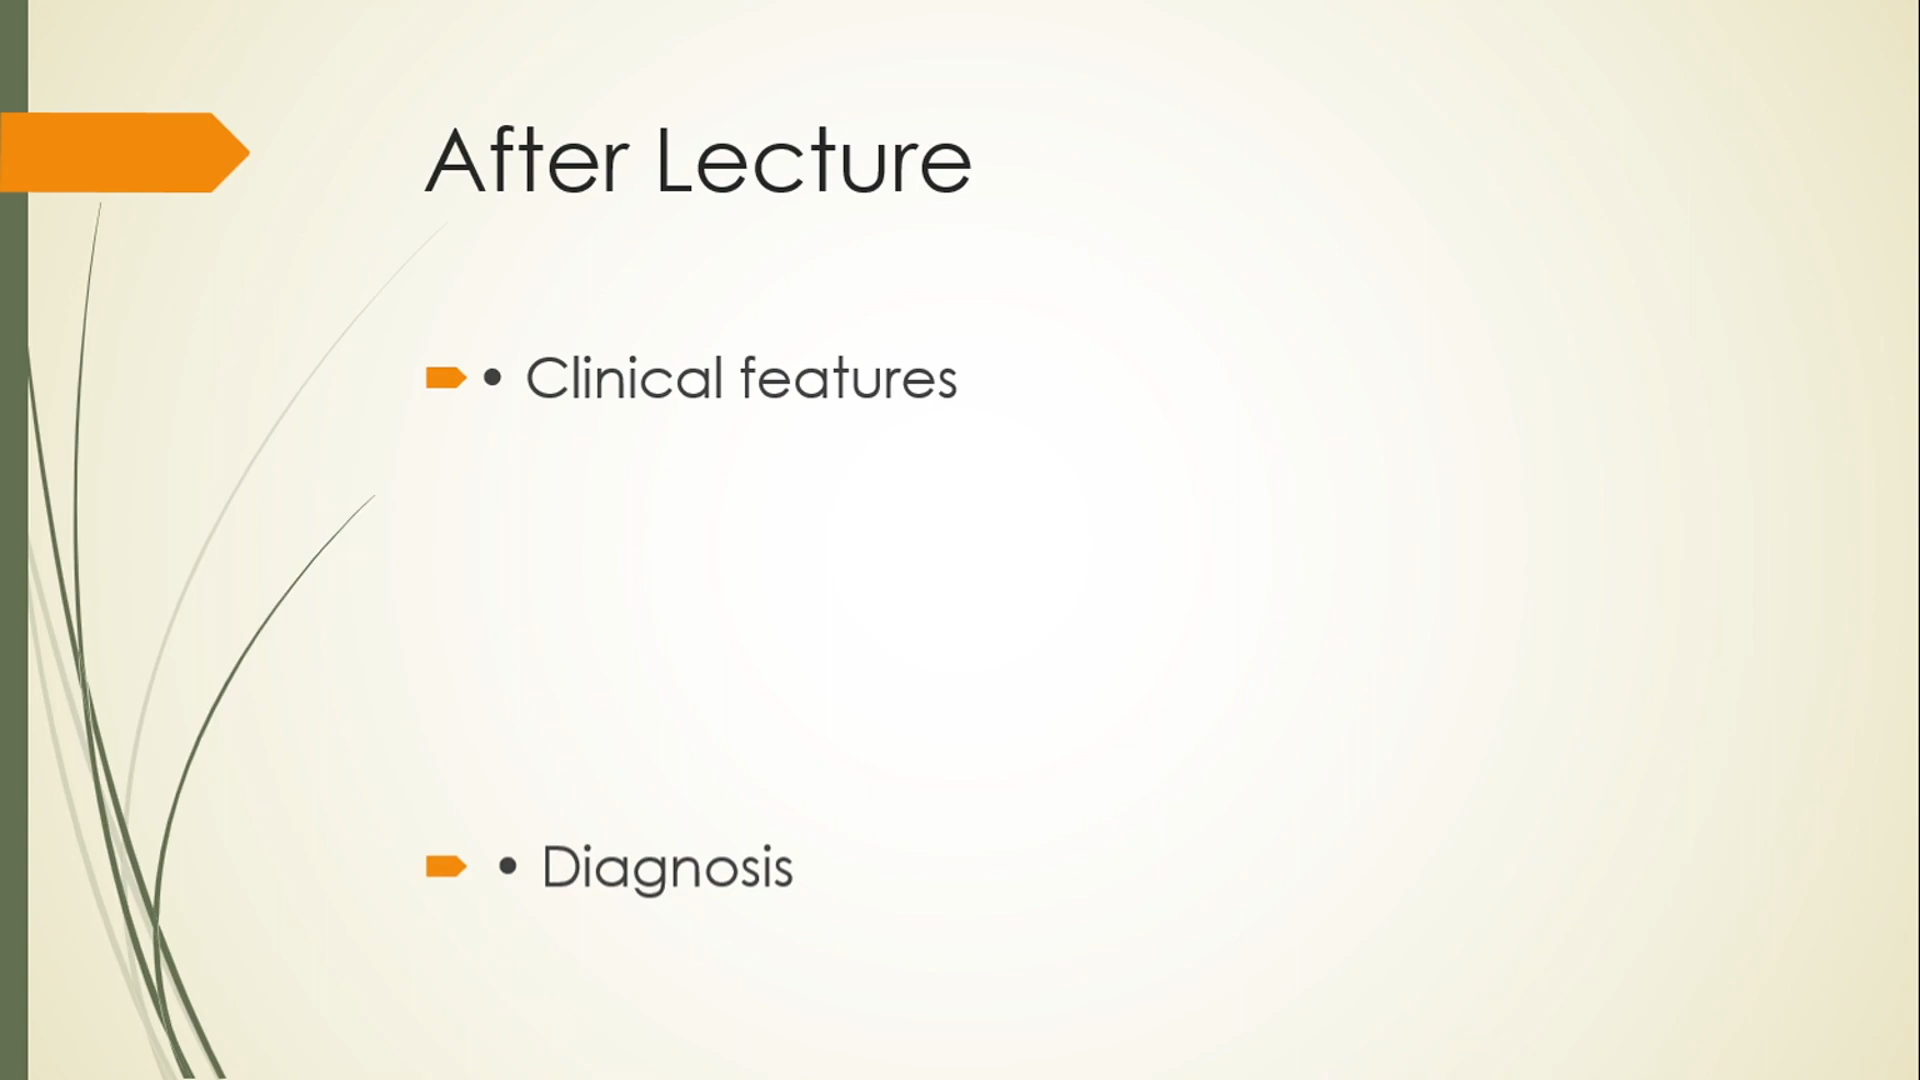 After Lecture
• Clinical features
• Diagnosis